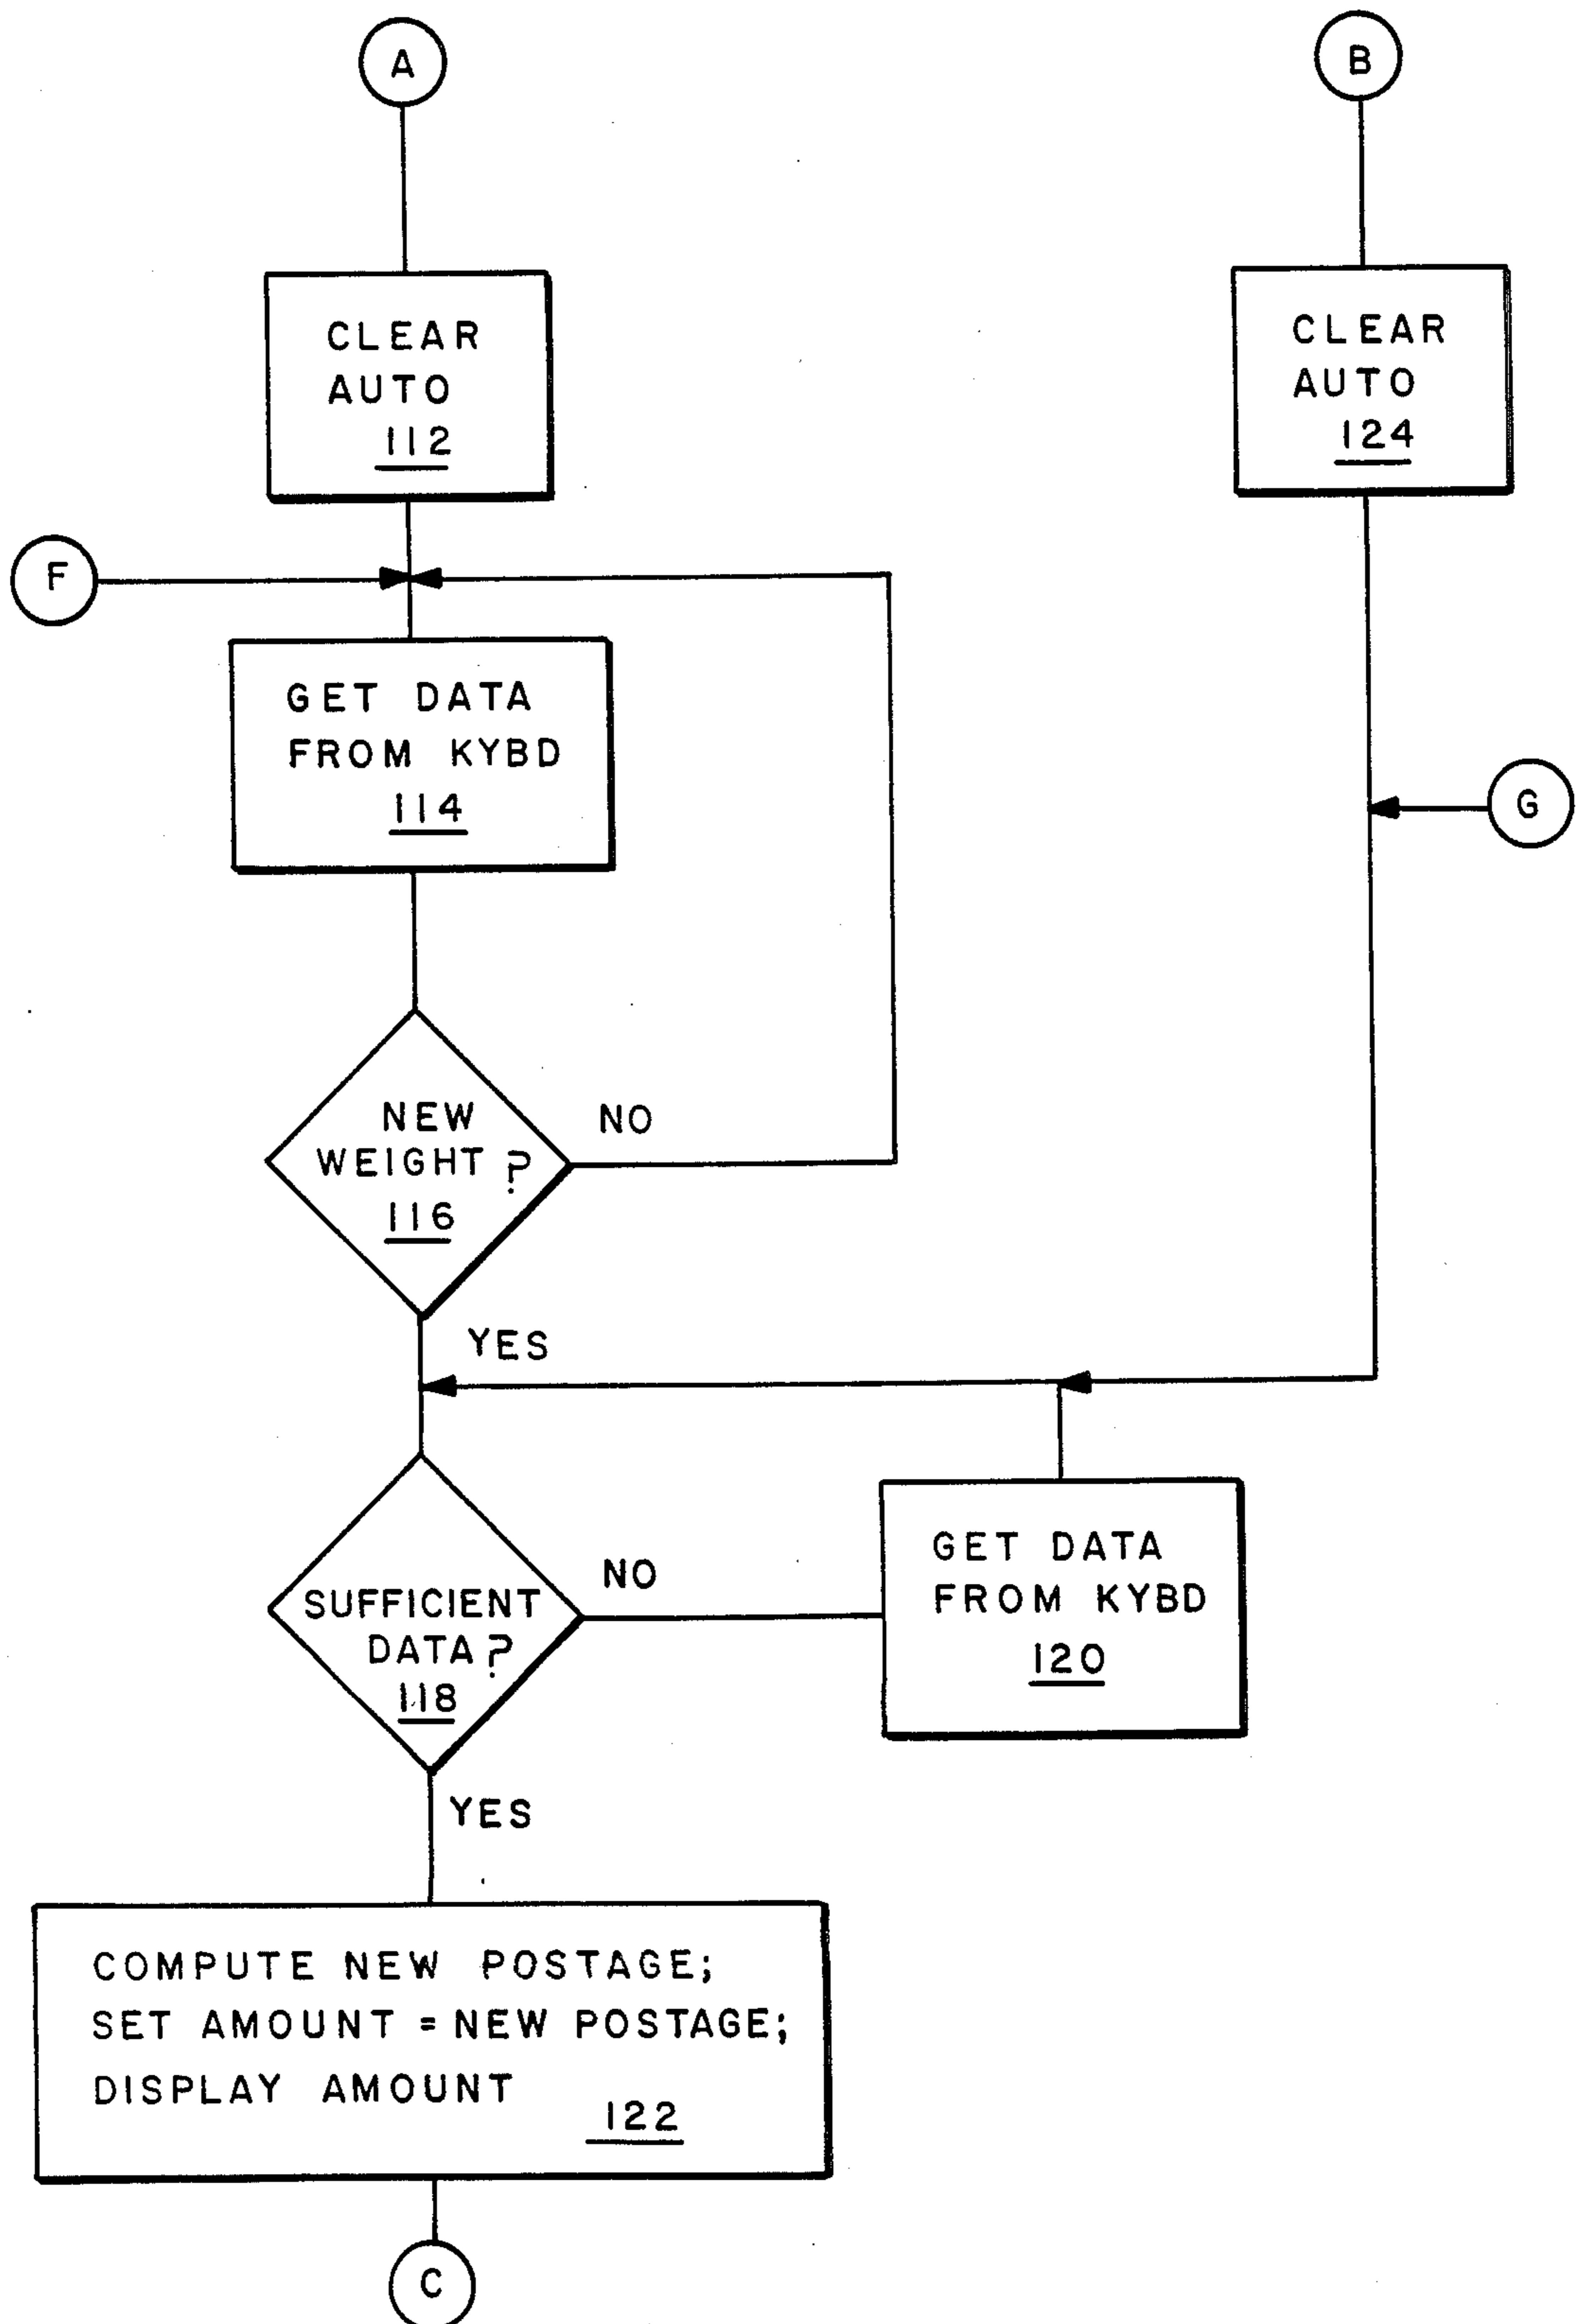 A
B
CLEAR
AUTO
112
CLEAR
AUTO
124
F
GET DATA
FROM KYBD
114
G
NEW
WEIGHT ?
116
NO
YES
SUFFICIENT
DATA?
118
NO
GET DATA
FROM KYBD
120
YES
COMPUTE NEW POSTAGE;
SET AMOUNT = NEW POSTAGE;
DISPLAY AMOUNT
122
C